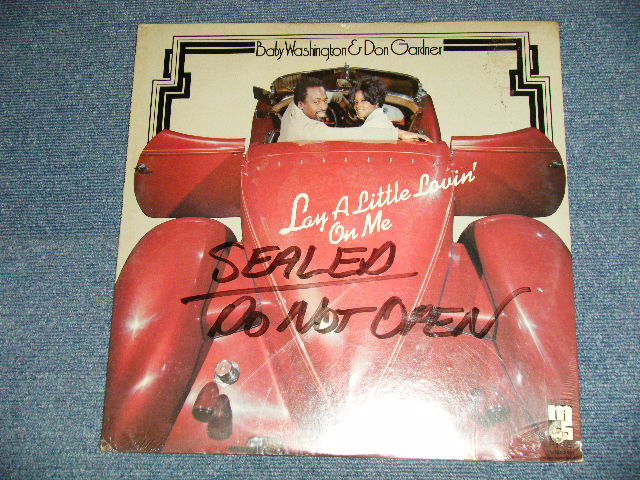 Baby Washington & Don Gardner
Lay A Little Lovin'
On Me
SEALED
DO NOT OPEN